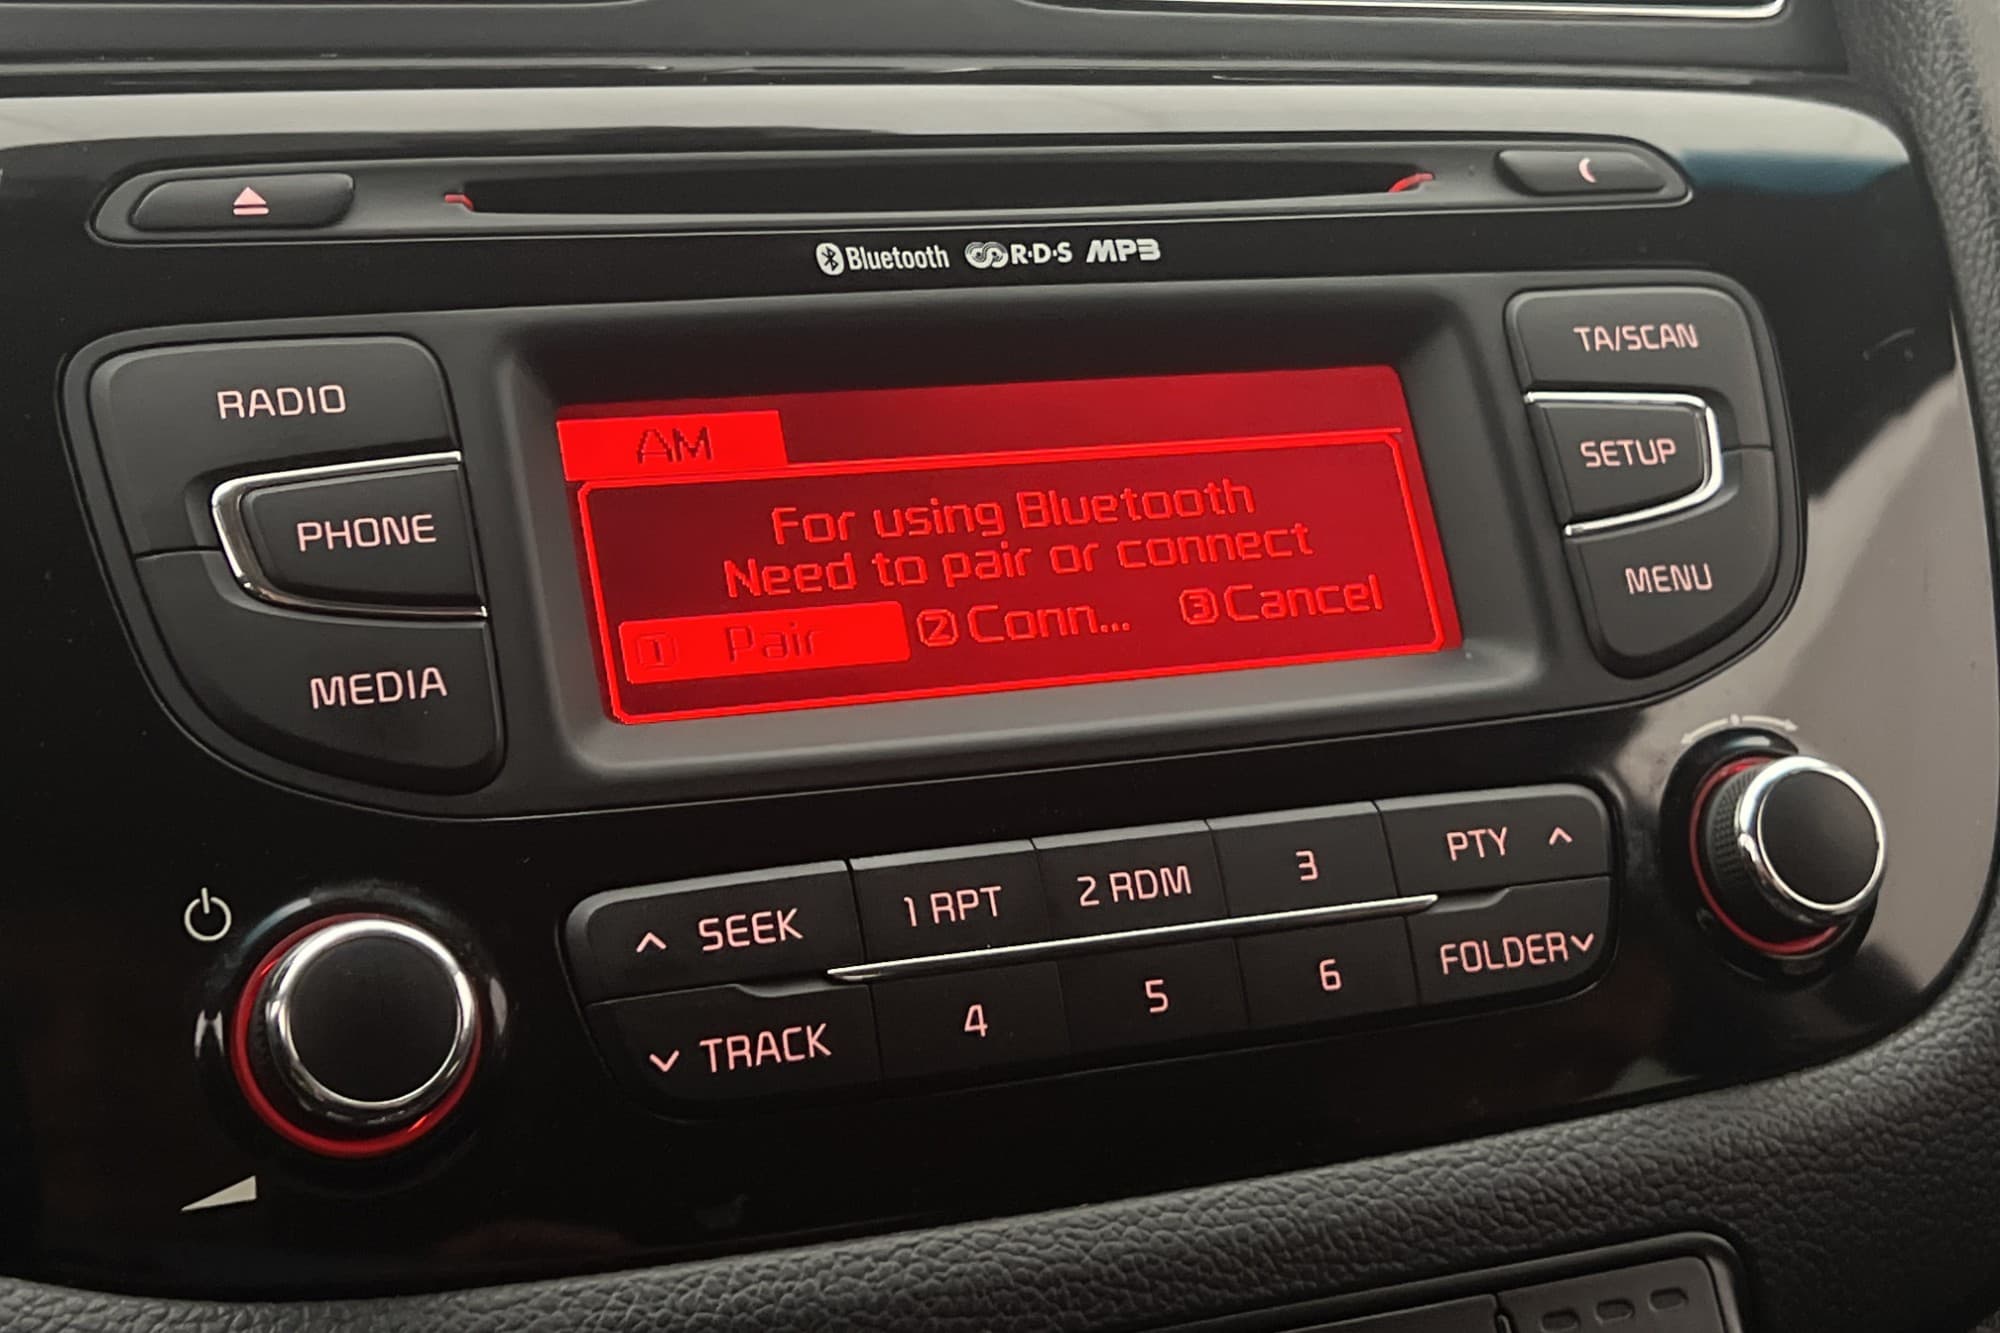 Bluetooth R·D·S MP3
RADIO
PHONE
MEDIA
AM
For using Bluetooth
Need to pair or connect
1 Pair 2 Conn... 3 Cancel
TA/SCAN
SETUP
MENU
SEEK 1 RPT 2 RDM 3 PTY
TRACK 4 5 6 FOLDER